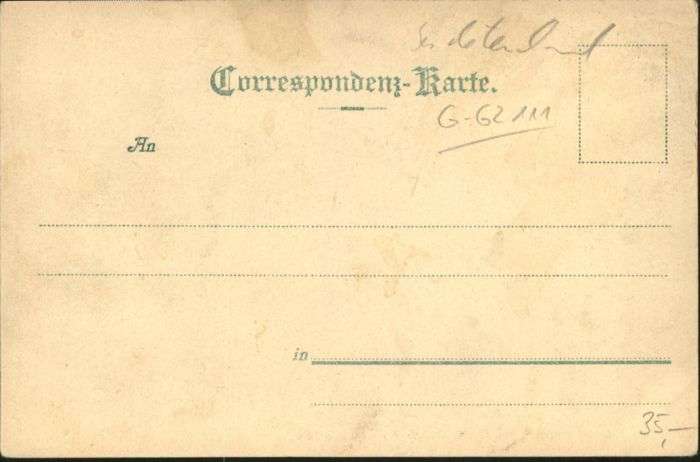 Correspondenz-Karte.
G-62111
An
in
35,—